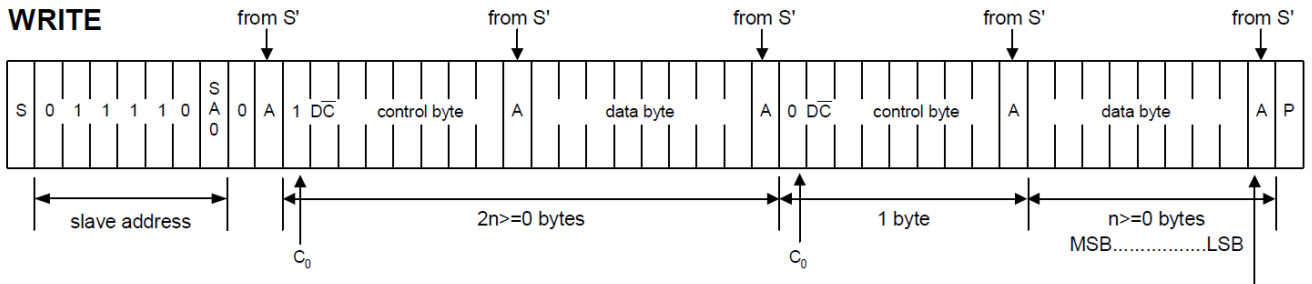 WRITE
from S' from S' from S' from S' from S'
S 0 1 1 1 1 0 SA0 0 A 1 DC̅ control byte A data byte A 0 DC̅ control byte A data byte A P
slave address 2n>=0 bytes 1 byte n>=0 bytes
MSB..................LSB
C₀ C₀